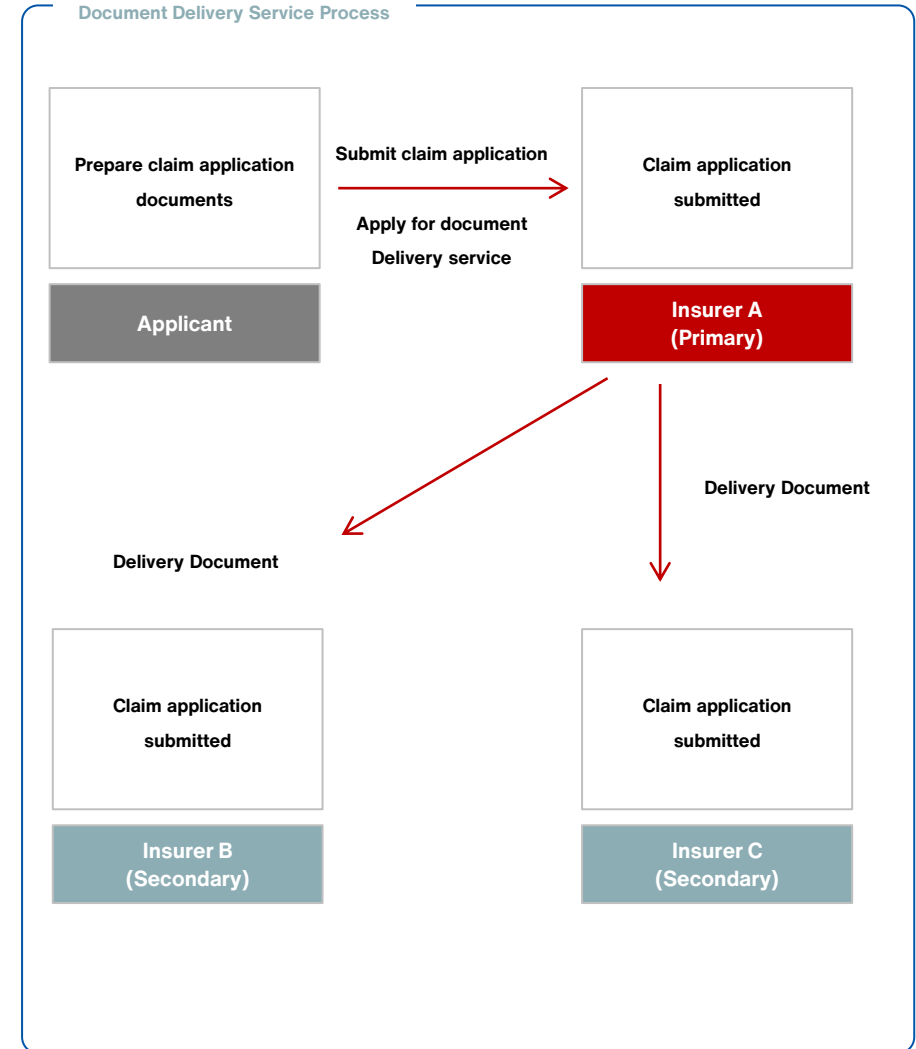 Document Delivery Service Process
Prepare claim application
documents
Submit claim application
Apply for document
Delivery service
Claim application
submitted
Applicant
Insurer A
(Primary)
Delivery Document
Delivery Document
Claim application
submitted
Claim application
submitted
Insurer B
(Secondary)
Insurer C
(Secondary)